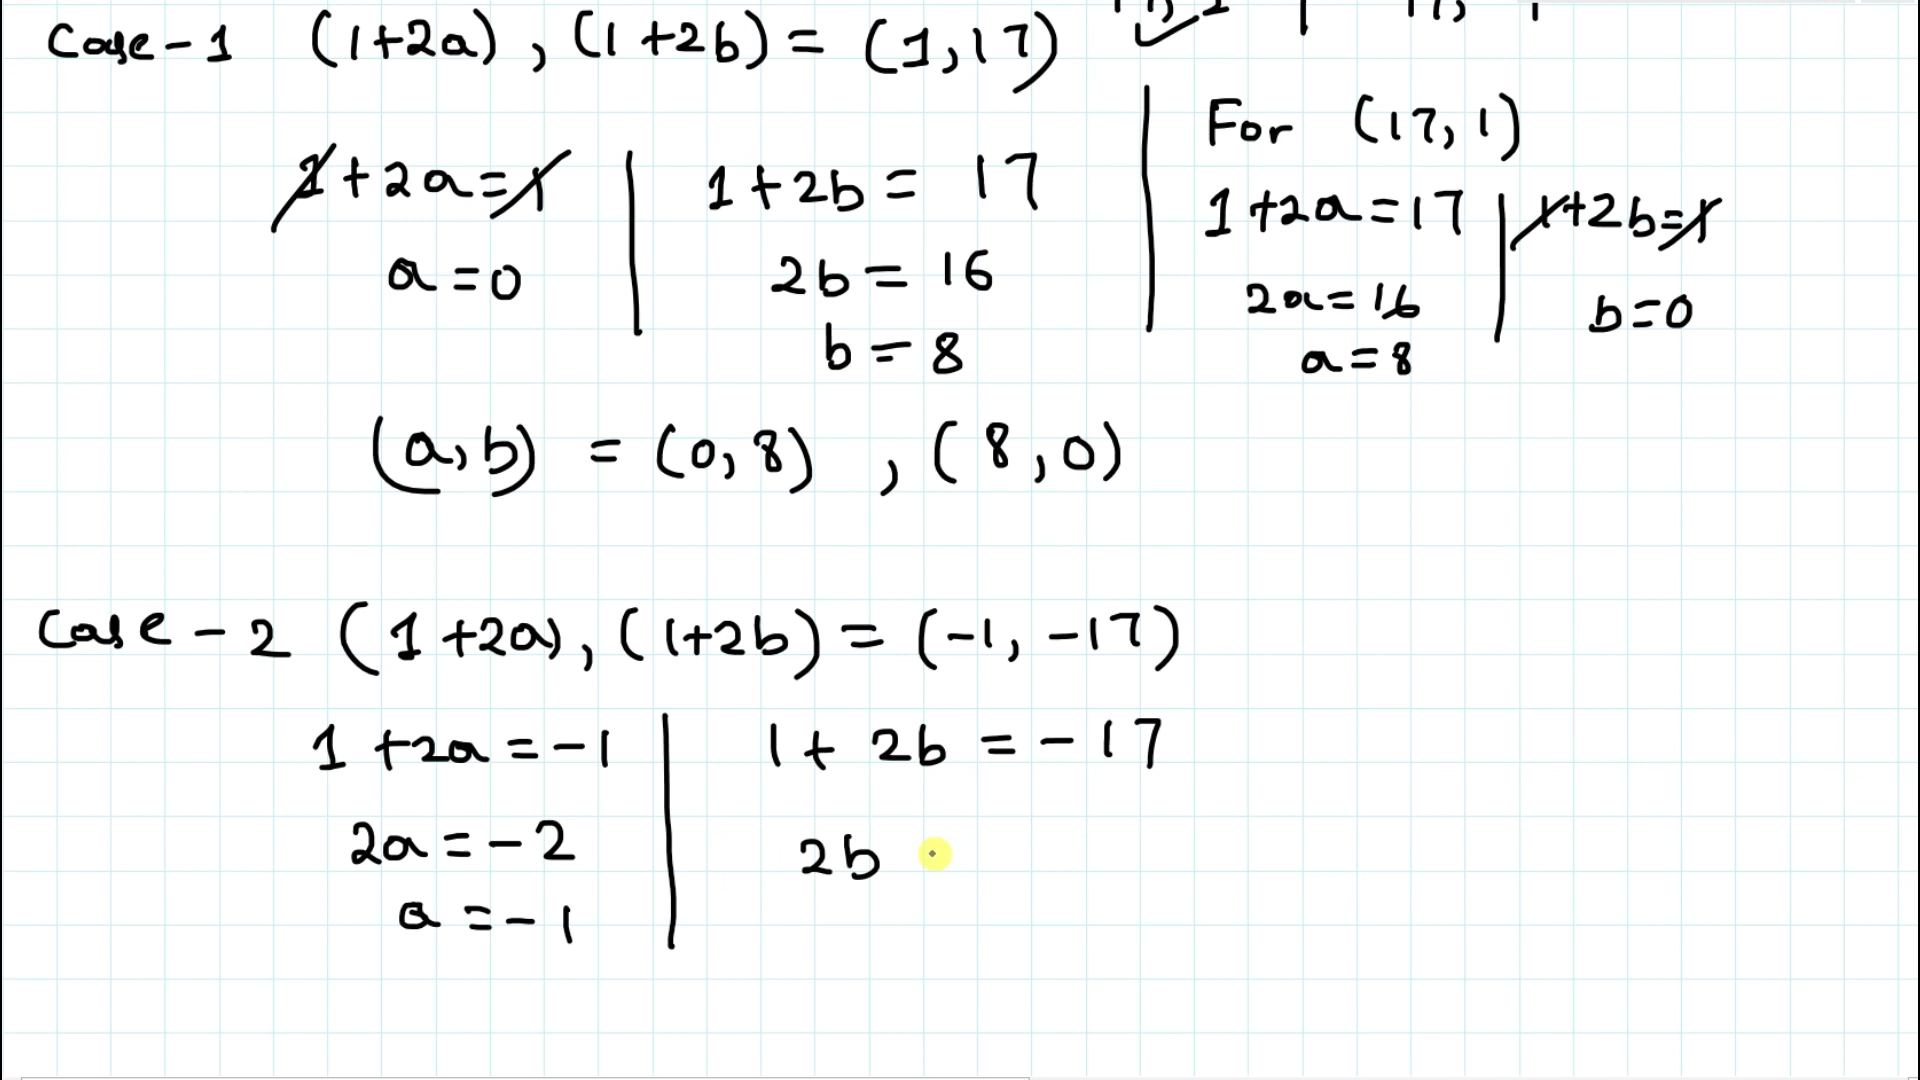 Case-1 (1+2a), (1+2b) = (1,17)
1+2a=1
a=0
1+2b= 17
2b= 16
b=8
For (17,1)
1+2a=17
2a=16
a=8
1+2b=1
b=0
(a,b) = (0,8) , (8,0)
Case-2 (1+2a), (1+2b) = (-1, -17)
1+2a=-1
2a=-2
a=-1
1+2b=-17
2b